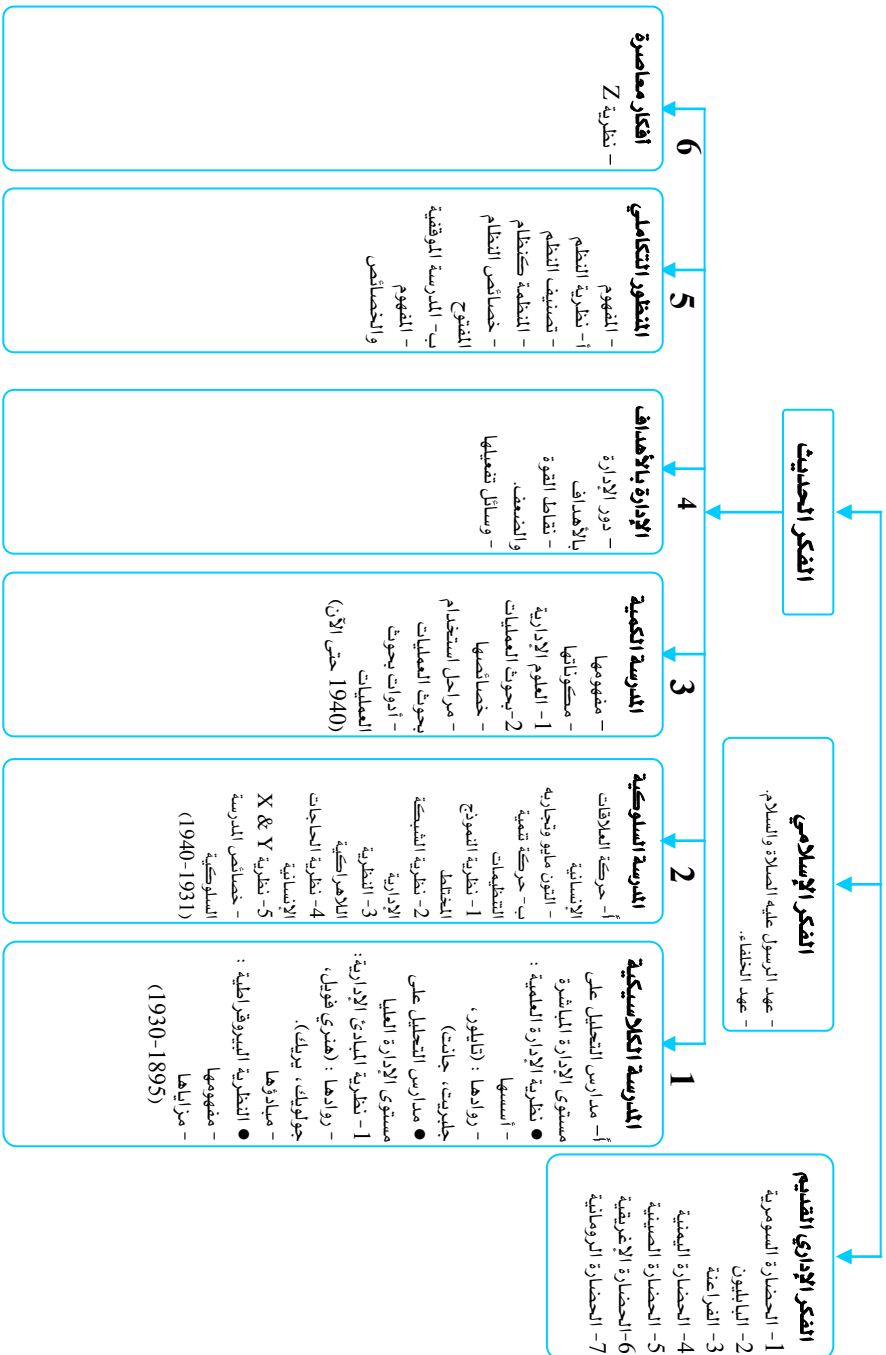 الفكر الإداري القديم
1- الحضارة السومرية
2- البابليون
3- الفراعنة
4- الحضارة اليمنية
5- الحضارة الصينية
6-الحضارة الإغريقية
7- الحضارة الرومانية
الفكر الإسلامي
- عهد الرسول عليه الصلاة والسلام.
- عهد الخلفاء.
الفكر الحديث
1
المدرسة الكلاسيكية
أ- مدارس التحليل على
مستوى الإدارة المباشرة
● نظرية الإدارة العلمية :
- أسسها
- روادها : (تايلور،
جلبريت، جانت)
● مدارس التحليل على
مستوى الإدارة العليا
1- نظرية المبادئ الإدارية:
- روادها : (هنري فويل،
جولويك، يريك).
- مبادؤها
● النظرية البيروقراطية :
- مفهومها
- مزاياها
(1895-1930)
2
المدرسة السلوكية
أ- حركة العلاقات
الإنسانية
- التون مايو وتجاربه
ب- حركة تنمية
التنظيمات
1- نظرية النموذج
المختلط
2- نظرية الشبكة
الإدارية
3- النظرية
اللاهراكية
4- نظرية الحاجات
الإنسانية
5- نظرية X & Y
- خصائص المدرسة
السلوكية
(1931-1940)
3
المدرسة الكمية
- مفهومها
- مكوناتها
1- العلوم الإدارية
2-بحوث العمليات
- خصائصها
- مراحل استخدام
بحوث العمليات
- أدوات بحوث
العمليات
(1940 حتى الآن)
4
الإدارة بالأهداف
- دور الإدارة
بالأهداف
- نقاط القوة
والضعف.
- وسائل تفعيلها
5
المنظور التكاملي
- المفهوم
أ- نظرية النظم
- تصنيف النظم
- المنظمة كنظام
- خصائص النظام
المفتوح
ب- المدرسة الموقفية
- المفهوم
والخصائص
6
أفكار معاصرة
- نظرية Z